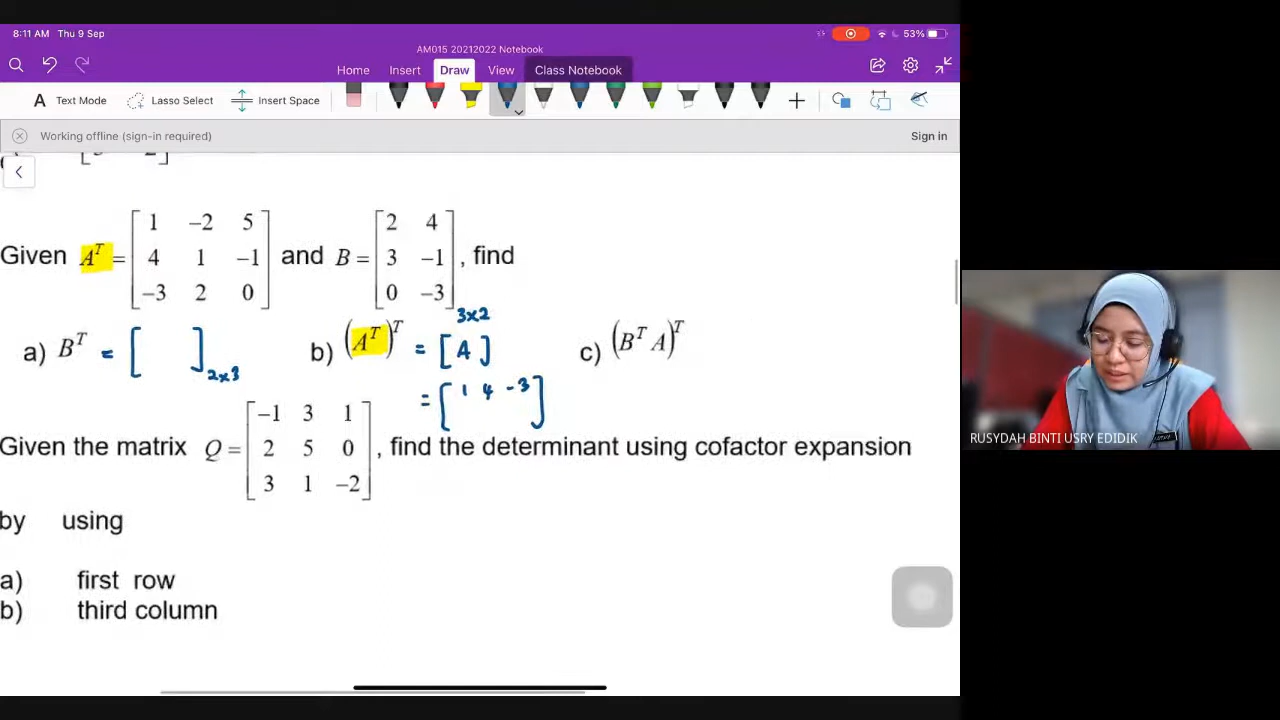 8:11 AM Thu 9 Sep
53%
AM015 20212022 Notebook
Home Insert Draw View Class Notebook
A Text Mode Lasso Select Insert Space
Working offline (sign-in required) Sign in
Given A^T = [1 −2 5; 4 1 −1; −3 2 0] and B = [2 4; 3 −1; 0 −3], find
3x2
a) B^T = [ ] 2x3 b) (A^T)^T = [A] c) (B^T A)^T
= [1 4 -3]
Given the matrix Q = [−1 3 1; 2 5 0; 3 1 −2], find the determinant using cofactor expansion
by using
a) first row
b) third column
RUSYDAH BINTI USRY EDIDIK